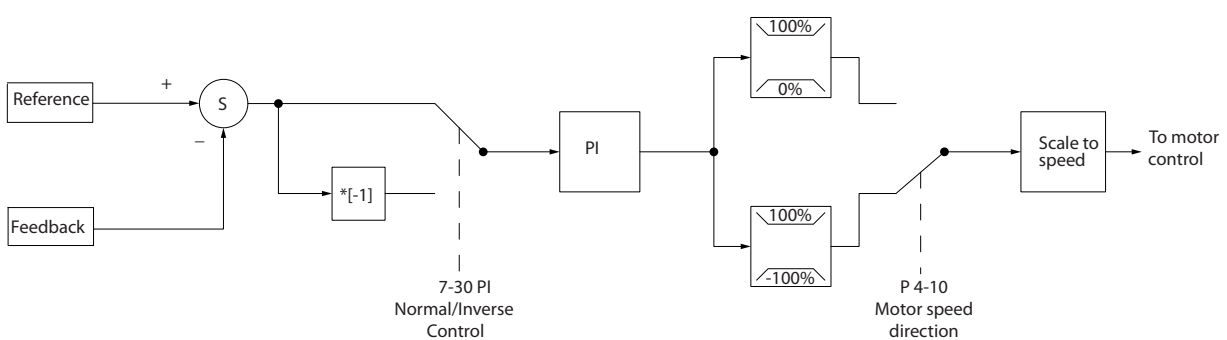 Reference
+
S
−
Feedback
*[-1]
7-30 PI
Normal/Inverse
Control
PI
100%
0%
100%
-100%
P 4-10
Motor speed
direction
Scale to
speed
To motor
control